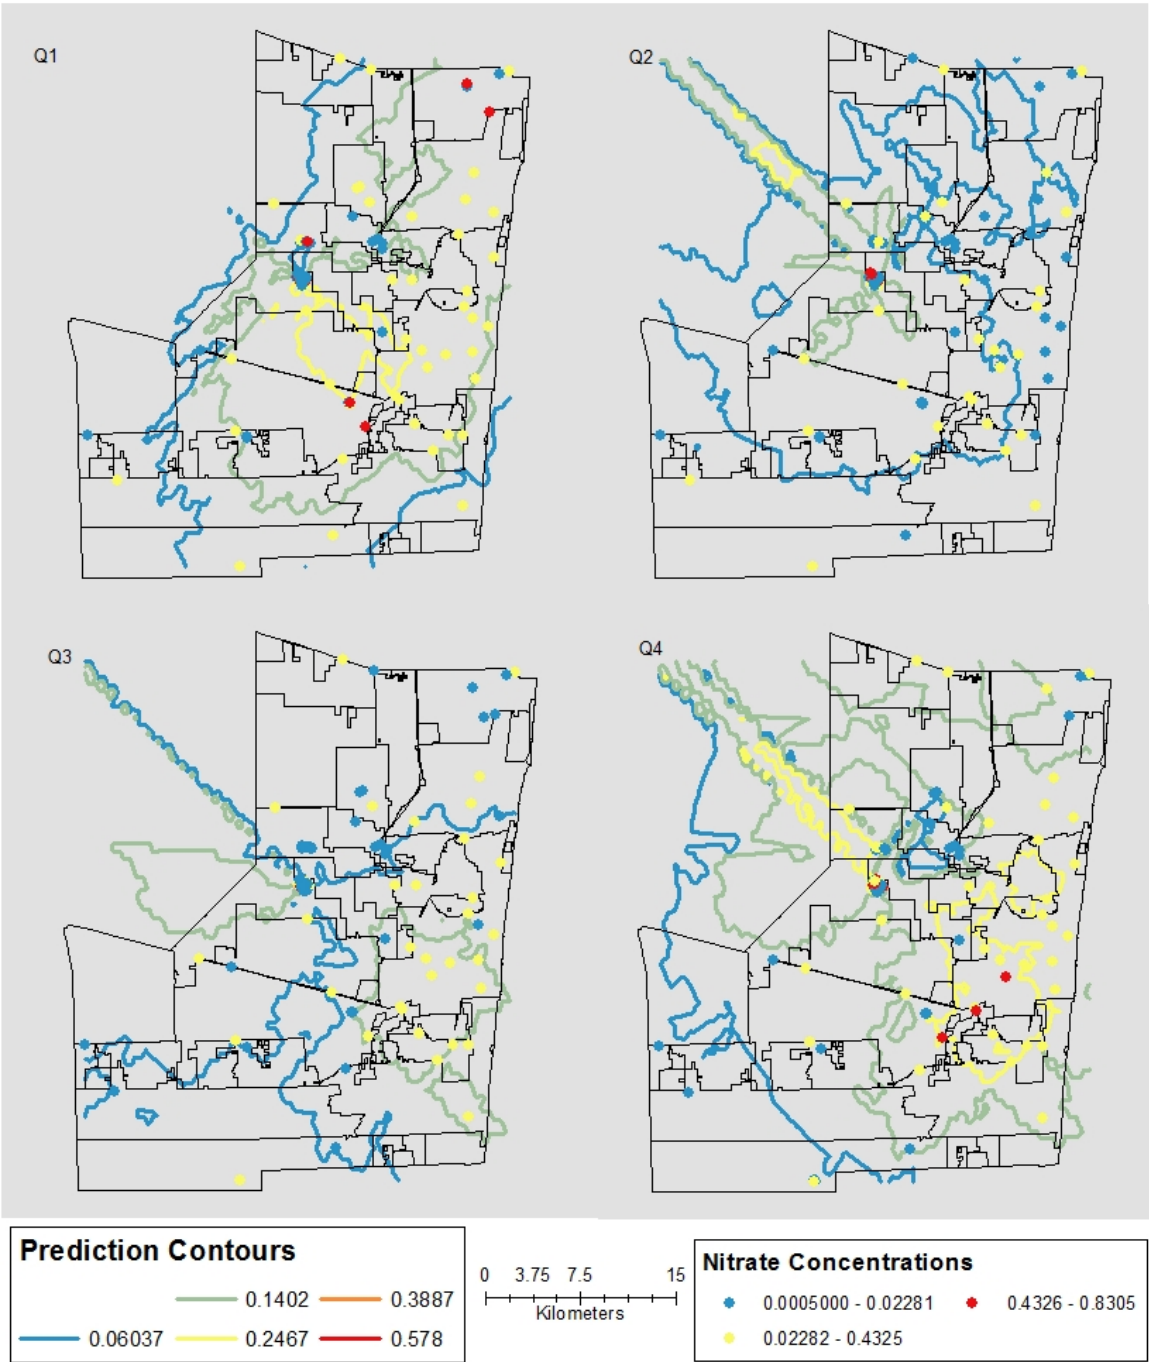 Q1
Q2
Q3
Q4
Prediction Contours
0.1402 0.3887
0.06037 0.2467 0.578
0 3.75 7.5 15
Kilometers
Nitrate Concentrations
0.0005000 - 0.02281 0.4326 - 0.8305
0.02282 - 0.4325